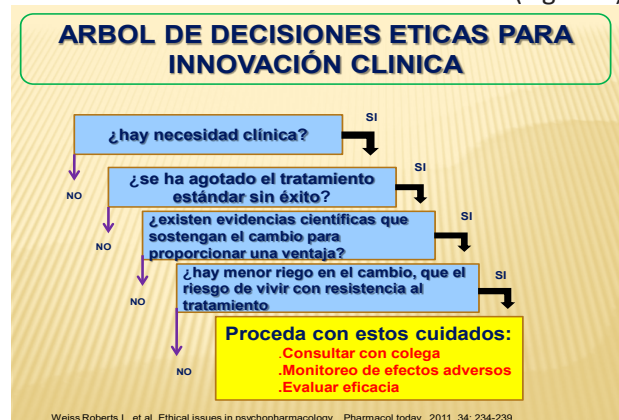 ARBOL DE DECISIONES ETICAS PARA
INNOVACIÓN CLINICA
SI
¿hay necesidad clínica?
SI
NO
¿se ha agotado el tratamiento
estándar sin éxito?
SI
¿existen evidencias científicas que
sostengan el cambio para
proporcionar una ventaja?
NO
SI
¿hay menor riego en el cambio, que el
riesgo de vivir con resistencia al
tratamiento
NO
Proceda con estos cuidados:
.Consultar con colega
.Monitoreo de efectos adversos
.Evaluar eficacia
NO
Weiss Roberts L, et al. Ethical issues in psychopharmacology. Pharmacol today. 2011. 34: 234-239